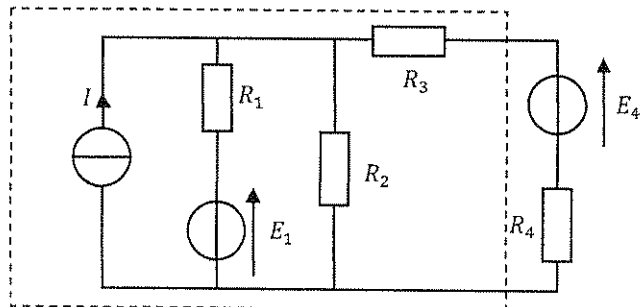 I
R₁
R₃
E₄
R₂
E₁
R₄